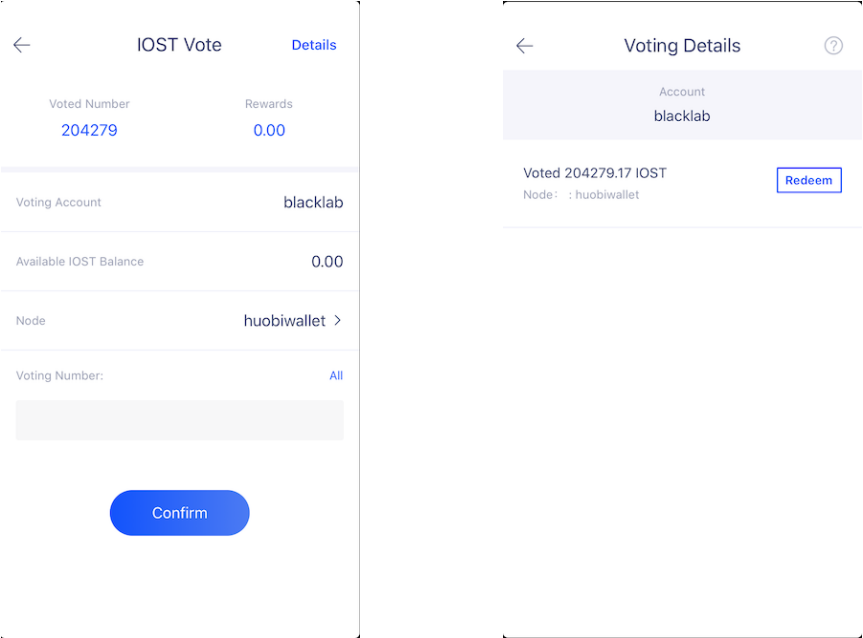 IOST Vote
Details
Voted Number
Rewards
204279
0.00
Voting Account
blacklab
Available IOST Balance
0.00
Node
huobiwallet
Voting Number:
All
Confirm
Voting Details
?
Account
blacklab
Voted 204279.17 IOST
Redeem
Node： : huobiwallet